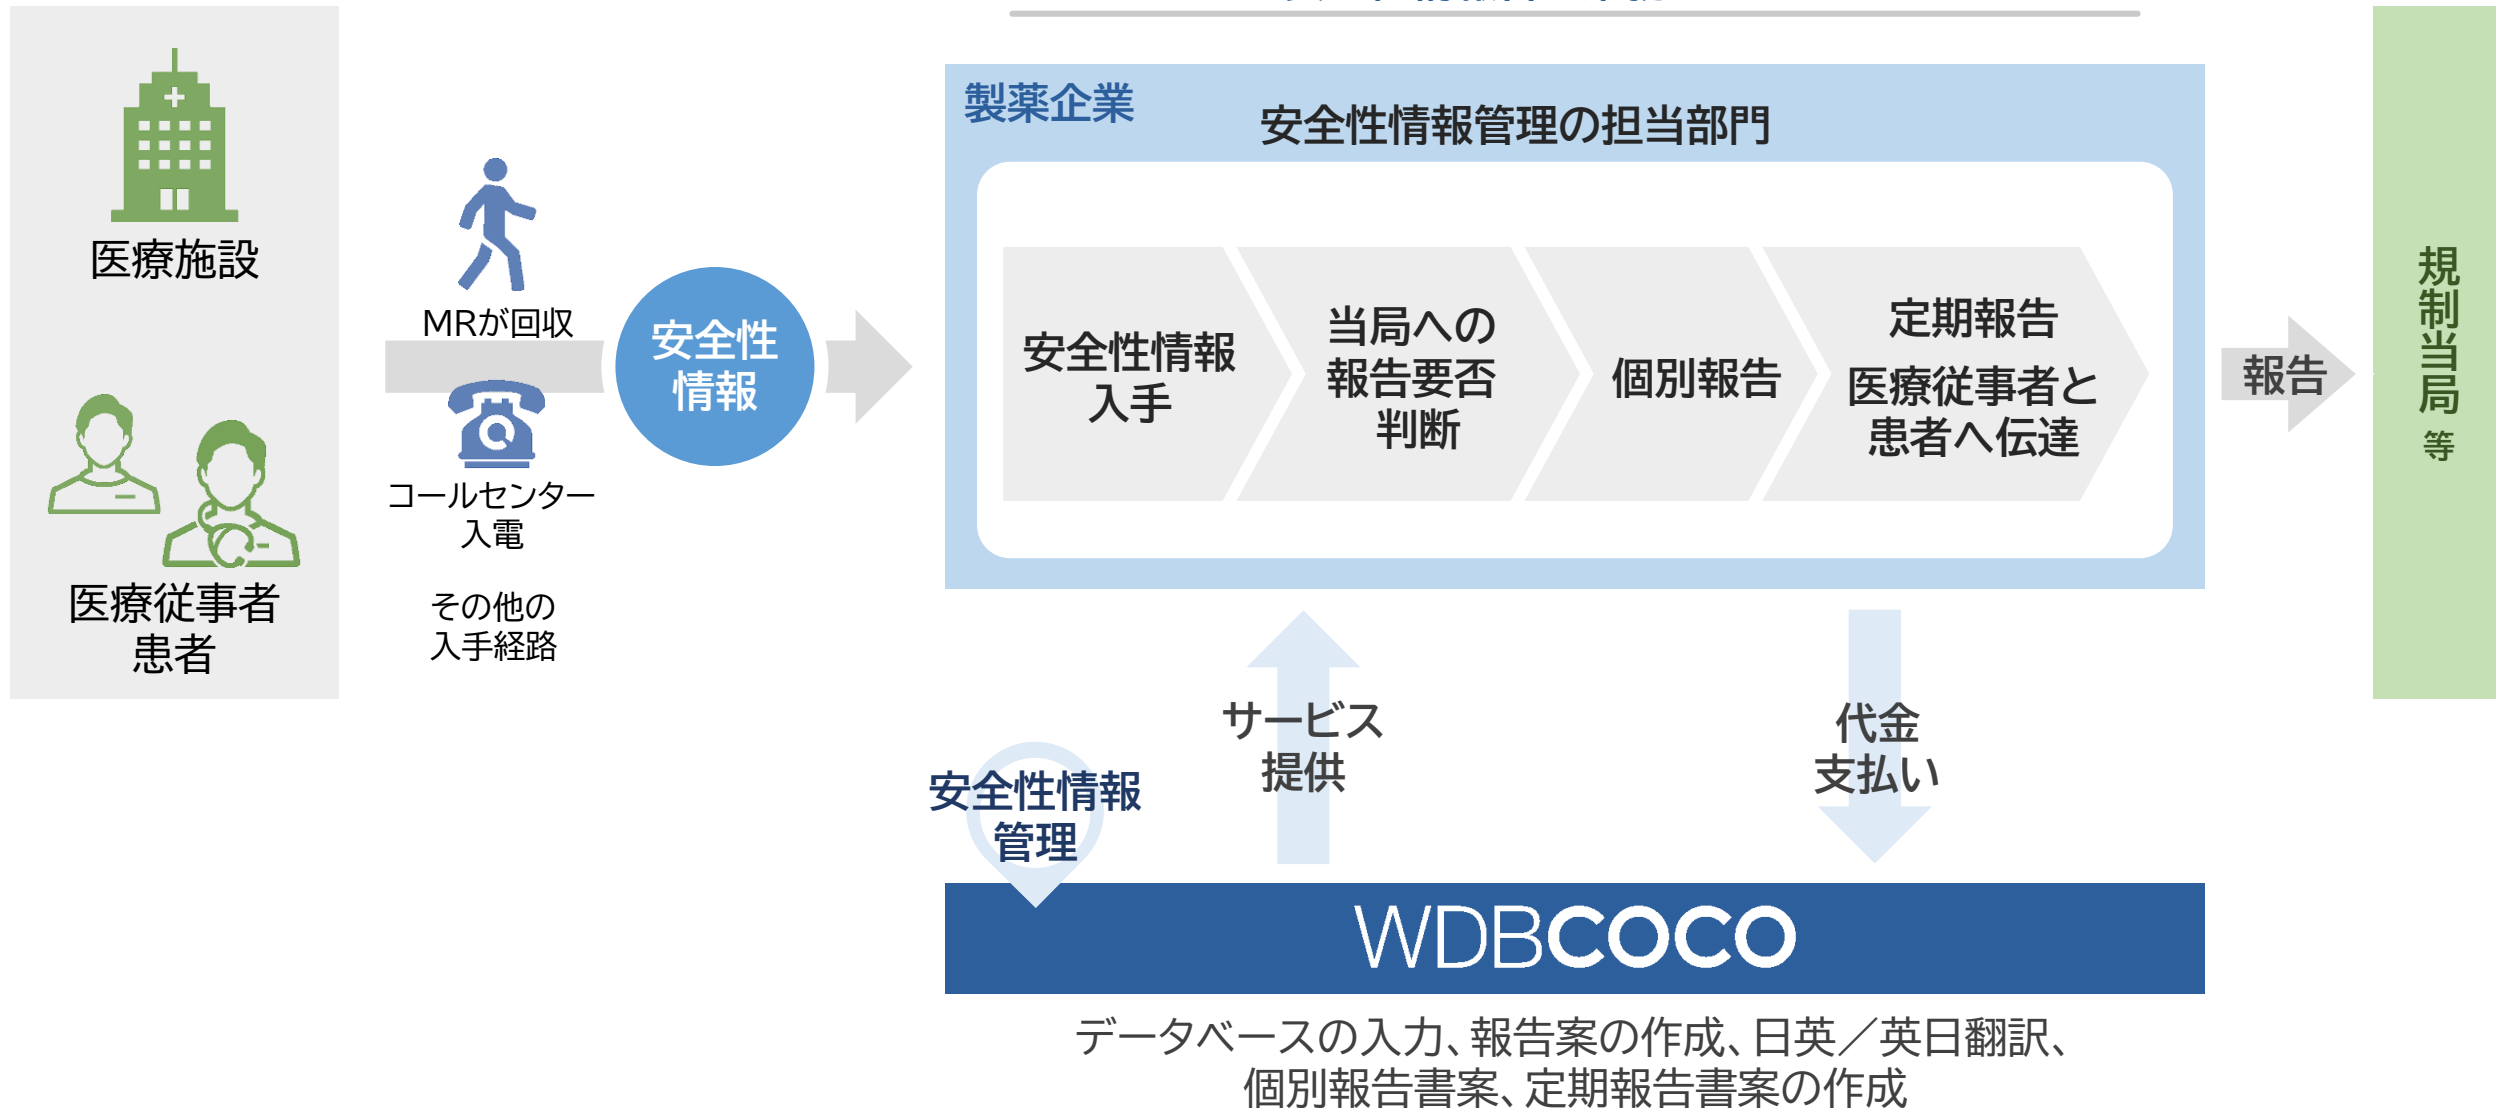 医療施設
医療従事者
患者
MRが回収
コールセンター
入電
その他の
入手経路
安全性
情報
製薬企業
安全性情報管理の担当部門
安全性情報
入手
当局への
報告要否
判断
個別報告
定期報告
医療従事者と
患者へ伝達
報告
規制当局 等
サービス
提供
代金
支払い
安全性情報
管理
WDBCOCO
データベースの入力、報告案の作成、日英／英日翻訳、
個別報告書案、定期報告書案の作成